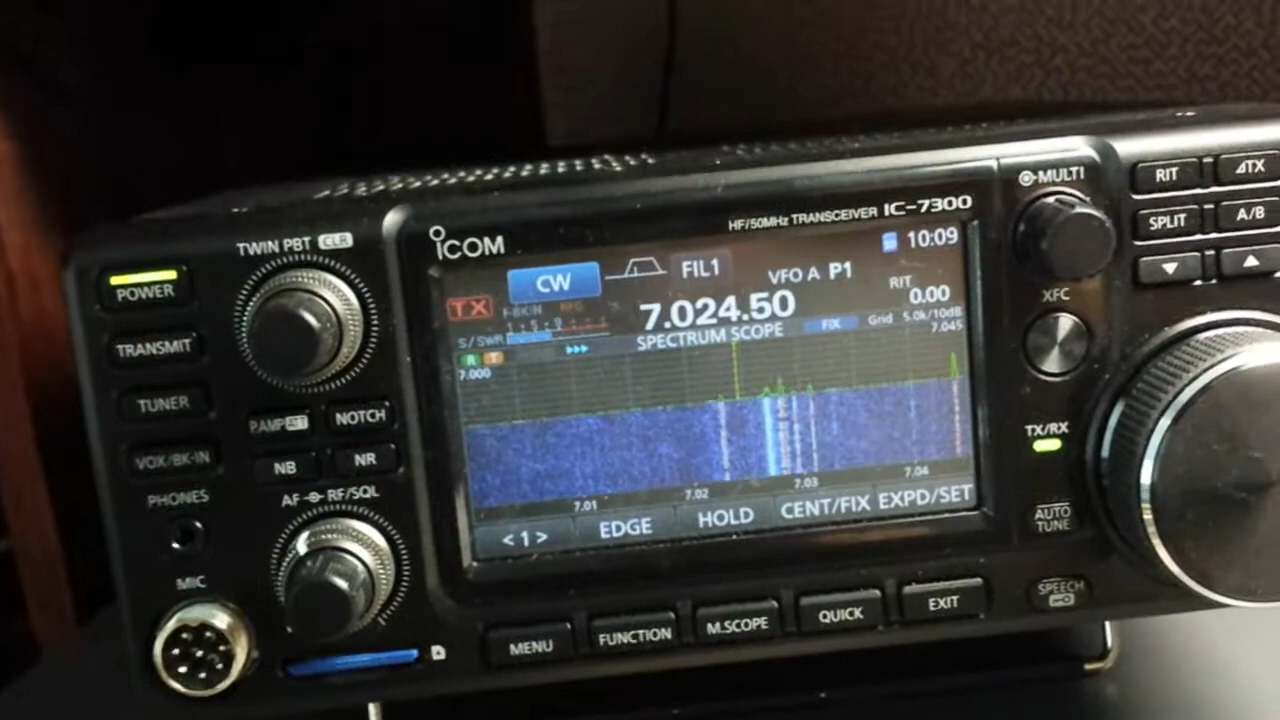 TWIN PBT CLR
POWER
TRANSMIT
TUNER
VOX/BK-IN
P.AMP ATT
NOTCH
NB
NR
PHONES
AF RF/SQL
MIC
ICOM
HF/50MHz TRANSCEIVER IC-7300
CW
FIL1
VFO A P1
10:09
TX
F-BKIN
RFG
7.024.50
RIT
0.00
S/SWR
SPECTRUM SCOPE
FIX
Grid 5.0k/10dB
R T
7.000
7.045
7.01
7.02
7.03
7.04
<1>
EDGE
HOLD
CENT/FIX
EXPD/SET
MENU
FUNCTION
M.SCOPE
QUICK
EXIT
MULTI
RIT
ΔTX
SPLIT
A/B
XFC
TX/RX
AUTO
TUNE
SPEECH